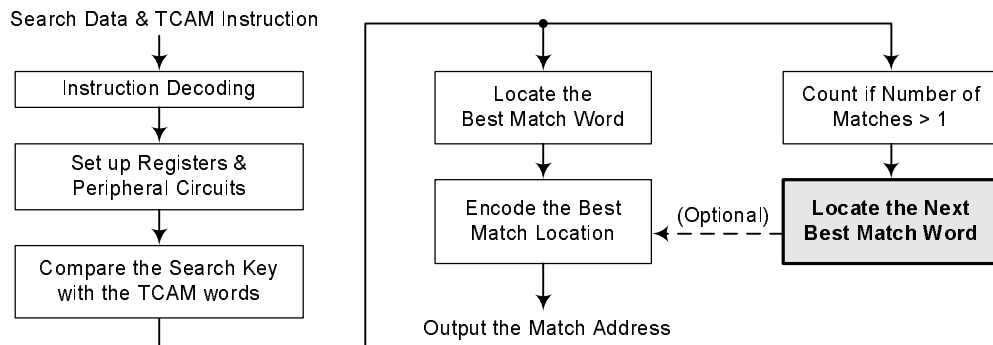 Search Data & TCAM Instruction
Instruction Decoding
Set up Registers &
Peripheral Circuits
Compare the Search Key
with the TCAM words
Locate the
Best Match Word
Encode the Best
Match Location
Output the Match Address
Count if Number of
Matches > 1
(Optional)
Locate the Next
Best Match Word